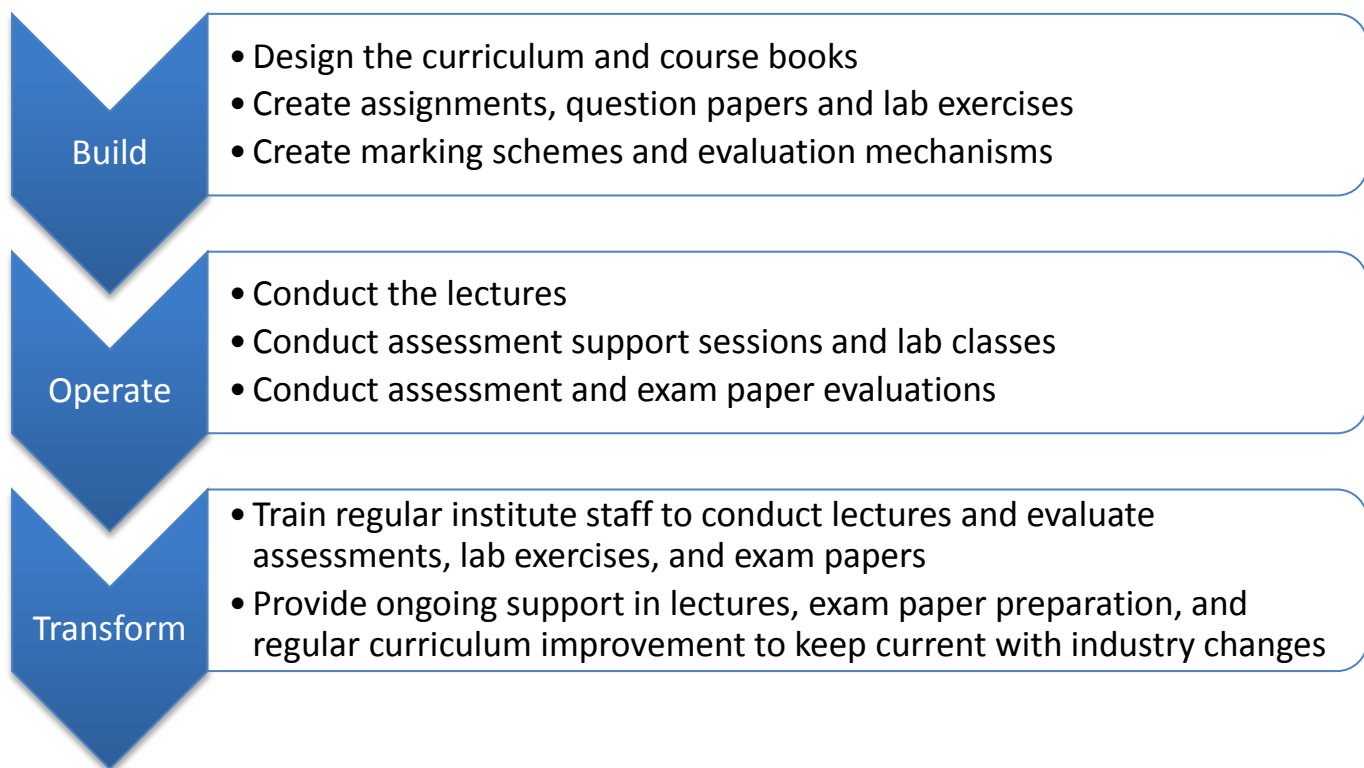 Build
• Design the curriculum and course books
• Create assignments, question papers and lab exercises
• Create marking schemes and evaluation mechanisms
Operate
• Conduct the lectures
• Conduct assessment support sessions and lab classes
• Conduct assessment and exam paper evaluations
Transform
• Train regular institute staff to conduct lectures and evaluate
assessments, lab exercises, and exam papers
• Provide ongoing support in lectures, exam paper preparation, and
regular curriculum improvement to keep current with industry changes